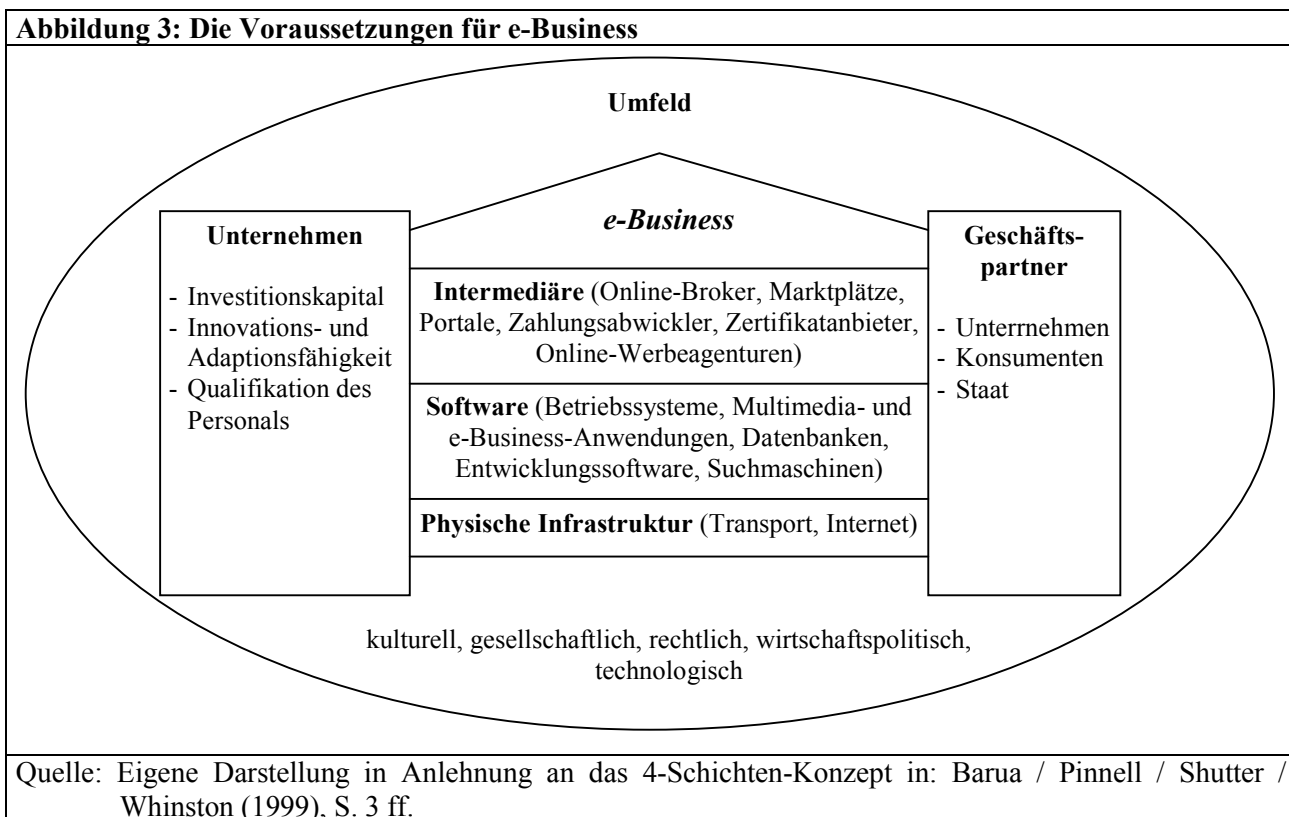 Abbildung 3: Die Voraussetzungen für e-Business
Umfeld
e-Business
Unternehmen
- Investitionskapital
- Innovations- und
Adaptionsfähigkeit
- Qualifikation des
Personals
Intermediäre (Online-Broker, Marktplätze,
Portale, Zahlungsabwickler, Zertifikatanbieter,
Online-Werbeagenturen)
Software (Betriebssysteme, Multimedia- und
e-Business-Anwendungen, Datenbanken,
Entwicklungssoftware, Suchmaschinen)
Physische Infrastruktur (Transport, Internet)
Geschäfts-
partner
- Unterrnehmen
- Konsumenten
- Staat
kulturell, gesellschaftlich, rechtlich, wirtschaftspolitisch,
technologisch
Quelle: Eigene Darstellung in Anlehnung an das 4-Schichten-Konzept in: Barua / Pinnell / Shutter /
Whinston (1999), S. 3 ff.